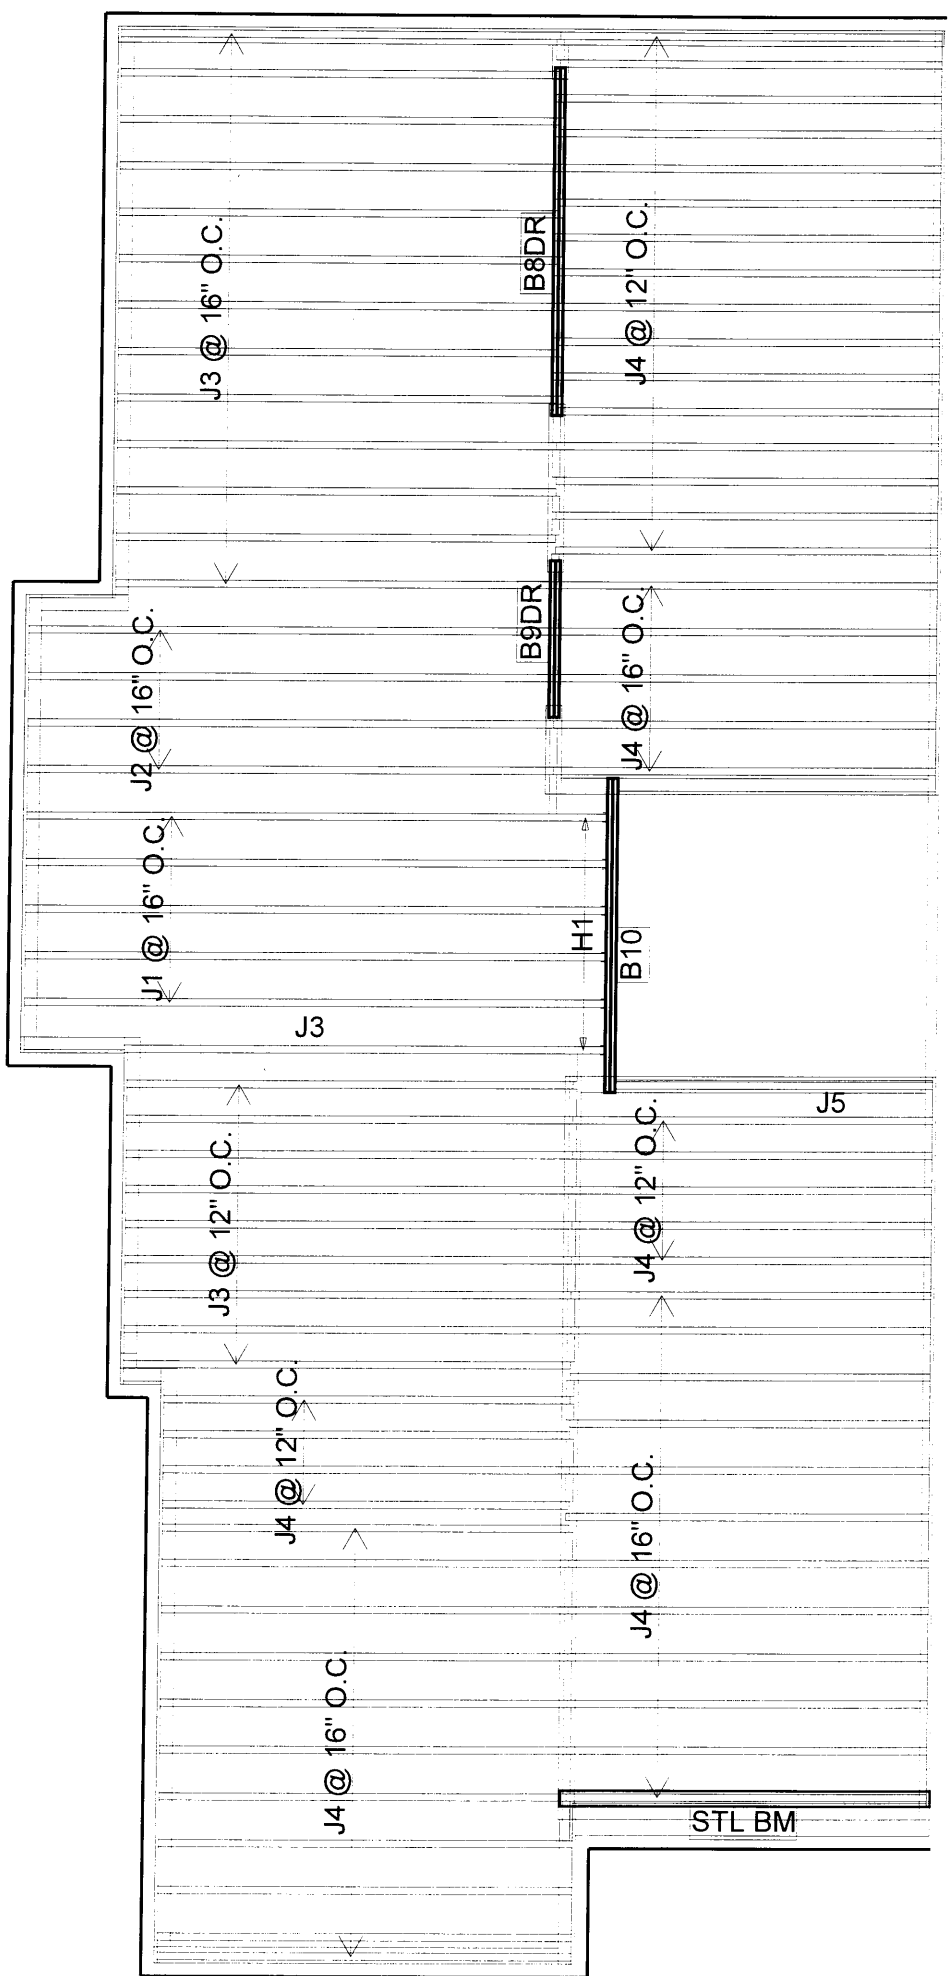 J3 @ 16" O.C.
B8DR
J4 @ 12" O.C.
J2 @ 16" O.C.
B9DR
J4 @ 16" O.C.
J1 @ 16" O.C.
H1
B10
J3
J5
J3 @ 12" O.C.
J4 @ 12" O.C.
J4 @ 12" O.C.
J4 @ 16" O.C.
J4 @ 16" O.C.
STL BM